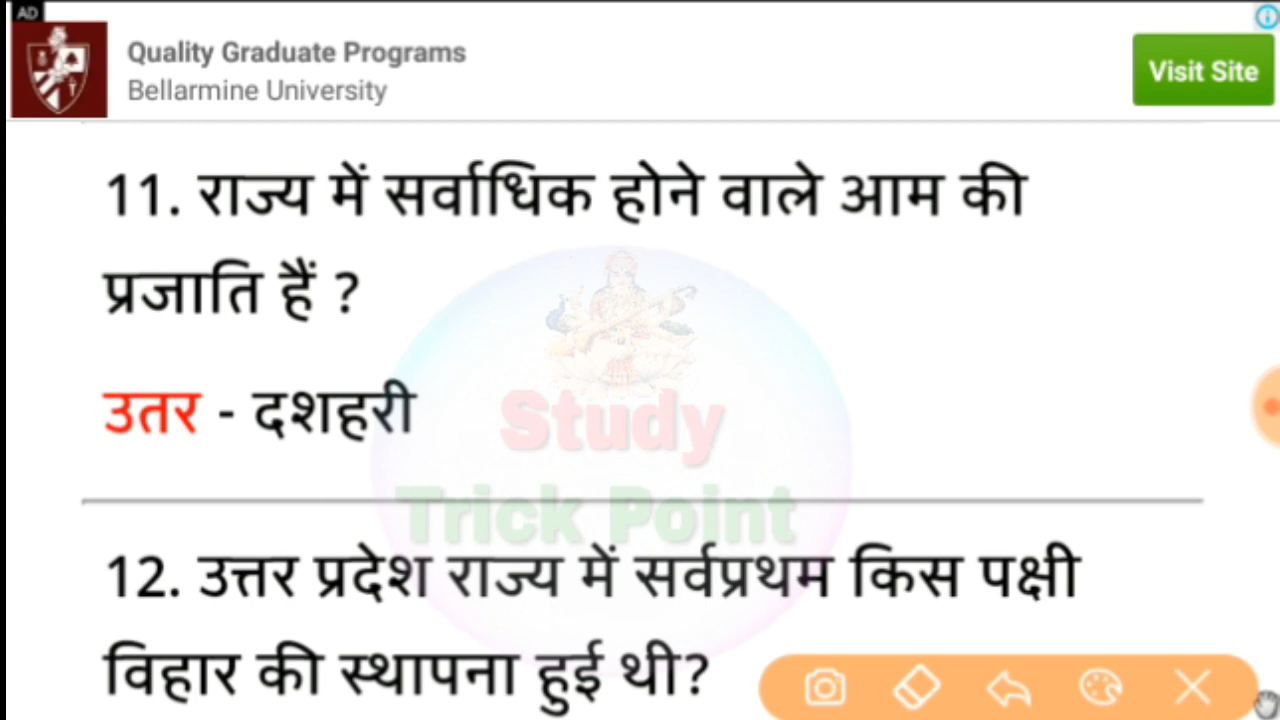 AD
Quality Graduate Programs
Bellarmine University
Visit Site
11. राज्य में सर्वाधिक होने वाले आम की
प्रजाति हैं ?
उतर - दशहरी
Study
Trick Point
12. उत्तर प्रदेश राज्य में सर्वप्रथम किस पक्षी
विहार की स्थापना हुई थी?